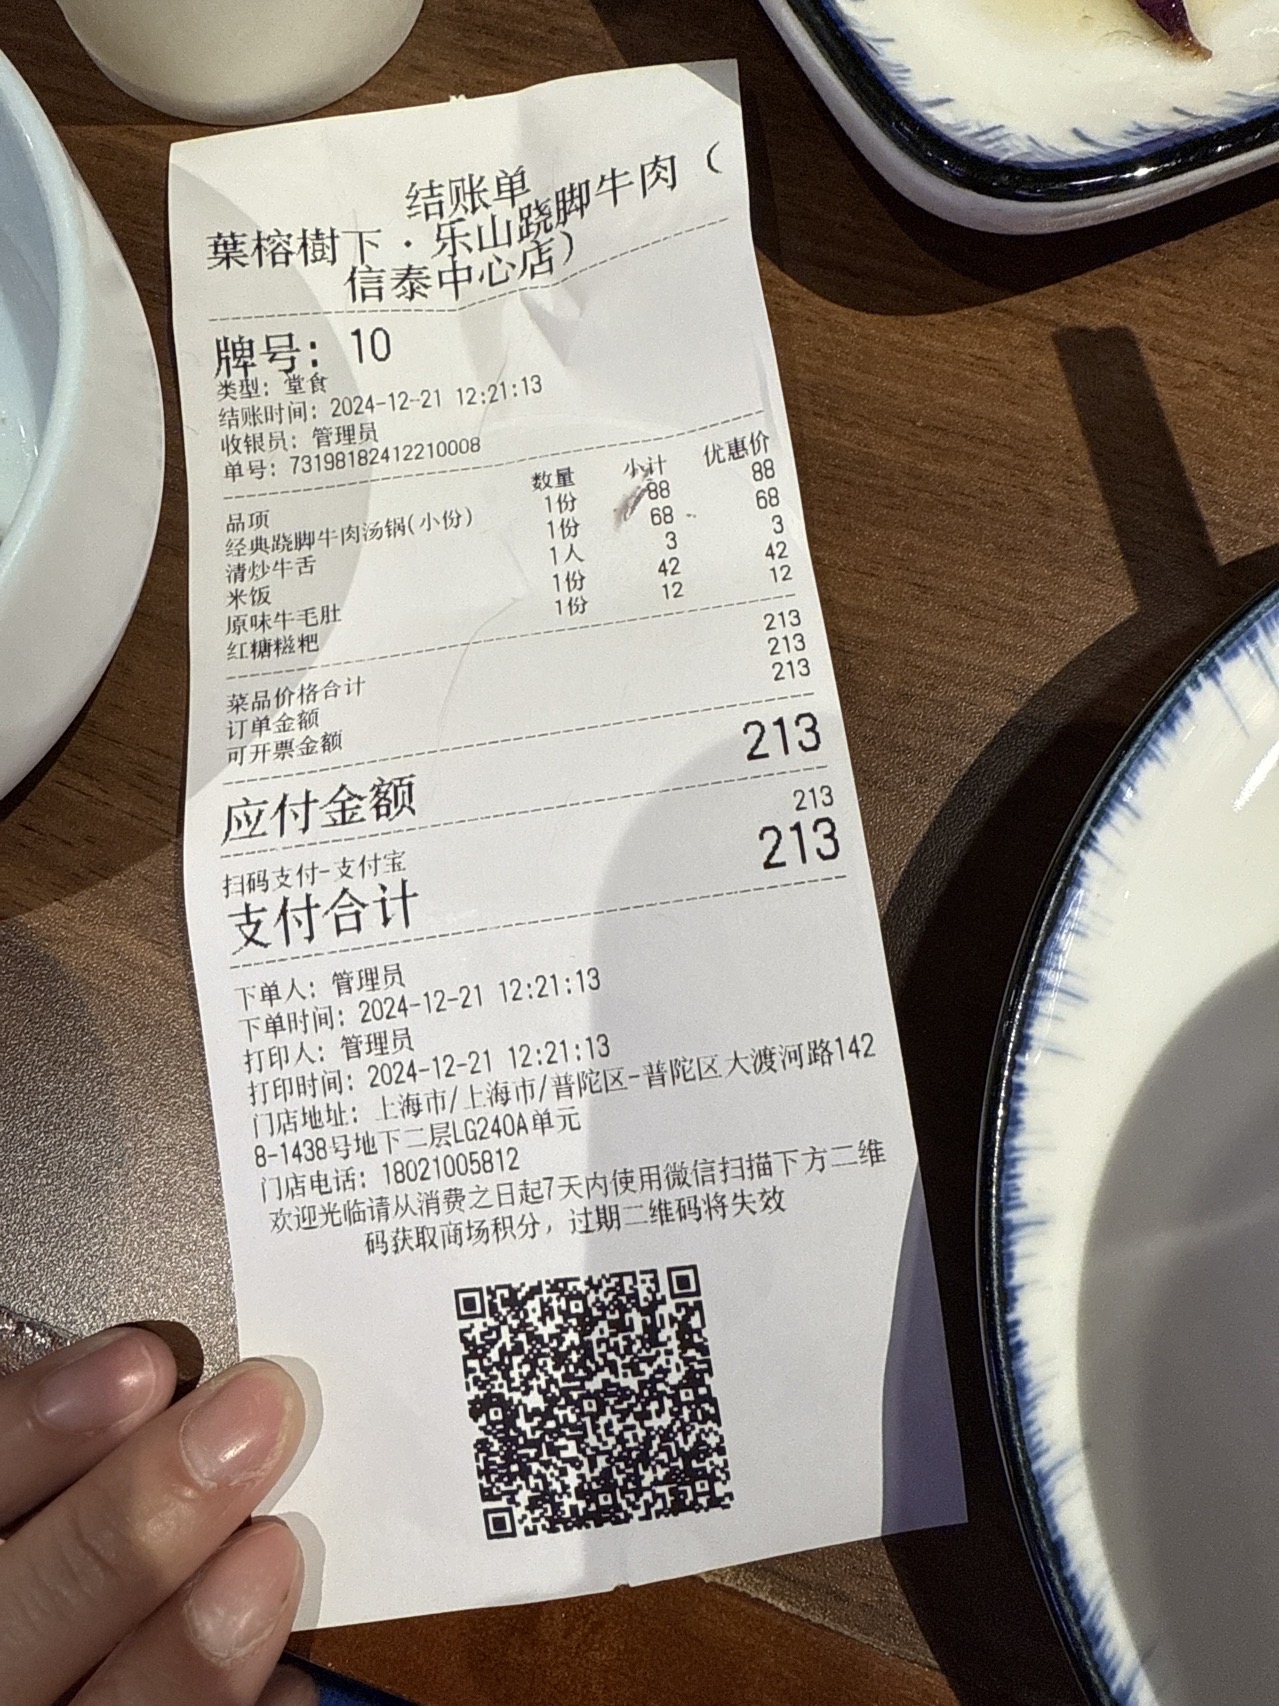 结账单
葉榕樹下·乐山跷脚牛肉（
信泰中心店）
牌号：10
类型：堂食
结账时间：2024-12-21 12:21:13
收银员：管理员
单号：73198182412210008
品项 数量 小计 优惠价
经典跷脚牛肉汤锅(小份) 1份 88 88
清炒牛舌 1份 68 68
米饭 1人 3 3
原味牛毛肚 1份 42 42
红糖糍粑 1份 12 12
菜品价格合计 213
订单金额 213
可开票金额 213
应付金额 213
扫码支付-支付宝 213
支付合计 213
下单人：管理员
下单时间：2024-12-21 12:21:13
打印人：管理员
打印时间：2024-12-21 12:21:13
门店地址：上海市/上海市/普陀区-普陀区大渡河路142
8-1438号地下二层LG240A单元
门店电话：18021005812
欢迎光临请从消费之日起7天内使用微信扫描下方二维
码获取商场积分，过期二维码将失效